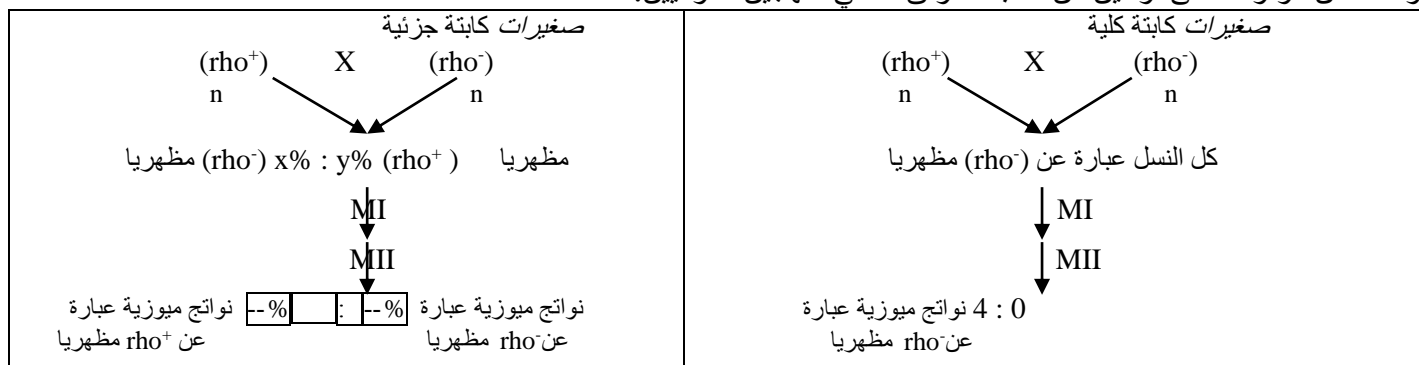 صغيرات كابتة كلية
(rho⁺) X (rho⁻)
n n
كل النسل عبارة عن (rho⁻) مظهريا
MI
MII
4 : 0 نواتج ميوزية عبارة
عن rho⁻ مظهريا
صغيرات كابتة جزئية
(rho⁺) X (rho⁻)
n n
مظهريا (rho⁻) x% : y% (rho⁺) مظهريا
MI
MII
نواتج ميوزية عبارة --% : --% نواتج ميوزية عبارة
عن rho⁻ مظهريا عن rho⁺ مظهريا